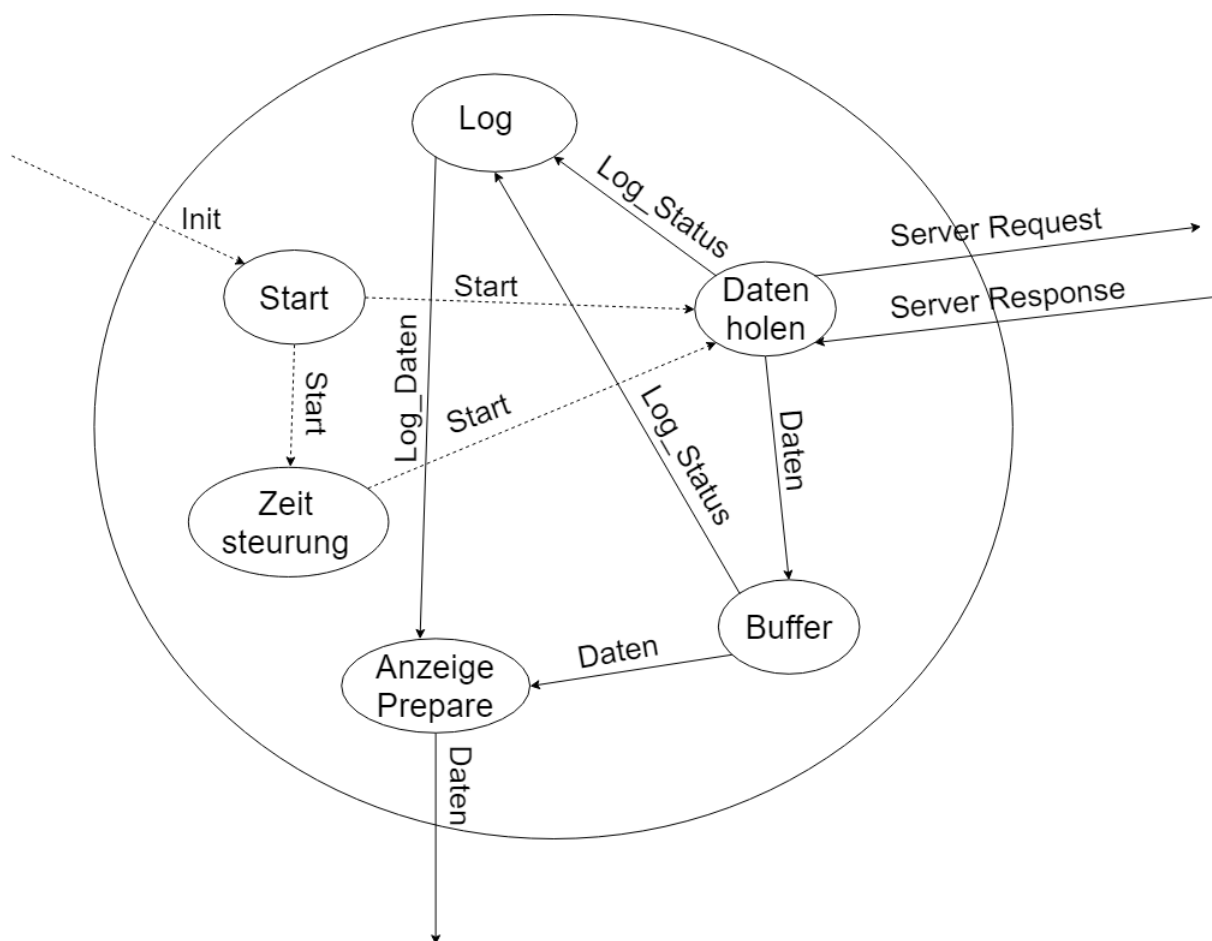 Log
Log_Status
Init
Server Request
Start
Start
Daten
holen
Server Response
Start
Log_Daten
Start
Log_Status
Daten
Zeit
steurung
Buffer
Daten
Anzeige
Prepare
Daten